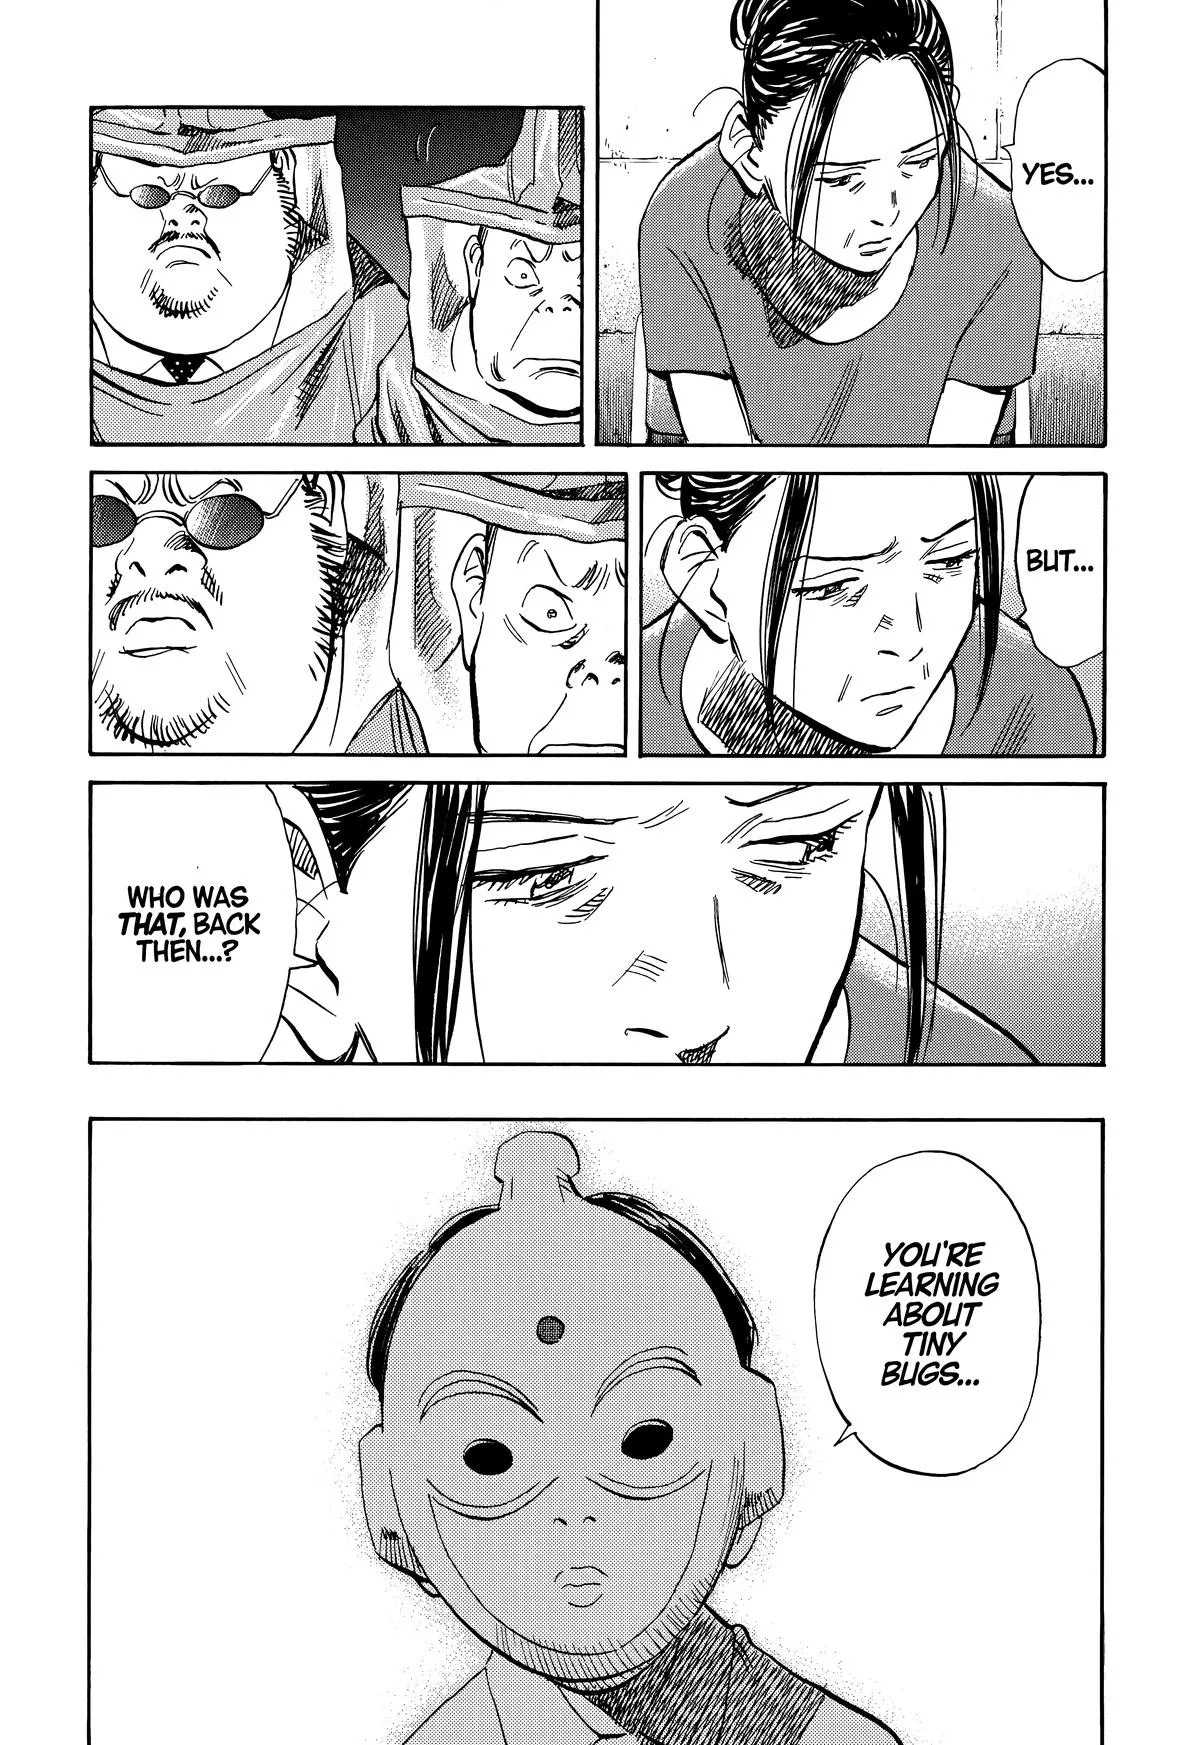 YES...
BUT...
WHO WAS
THAT, BACK
THEN...?
YOU'RE
LEARNING
ABOUT
TINY
BUGS...